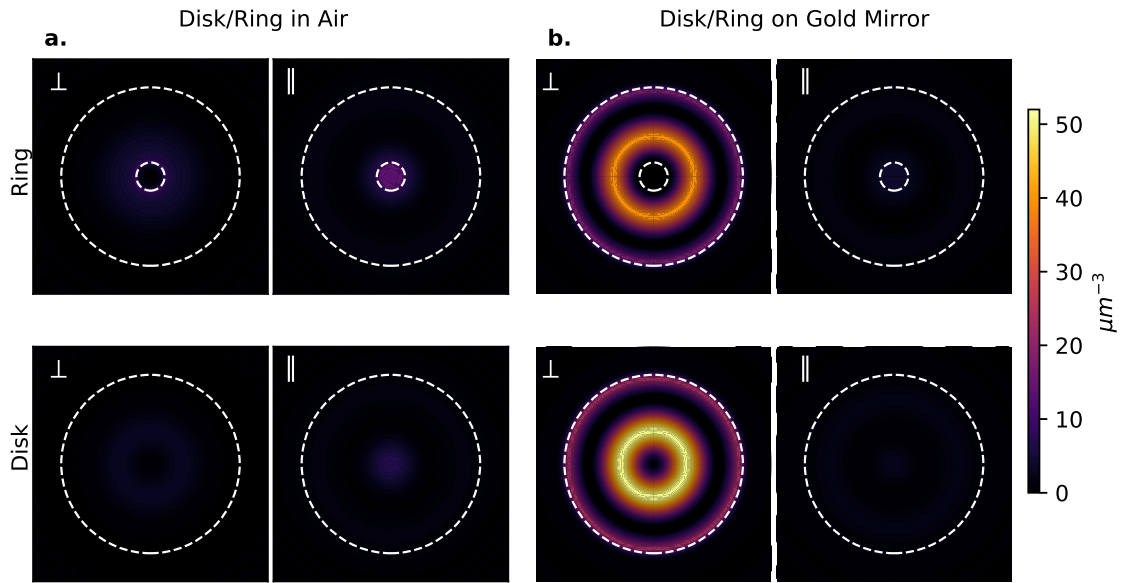 Disk/Ring in Air
Disk/Ring on Gold Mirror
a.
b.
Ring
⊥
∥
⊥
∥
Disk
⊥
∥
⊥
∥
50
40
30
20
10
0
μm⁻³